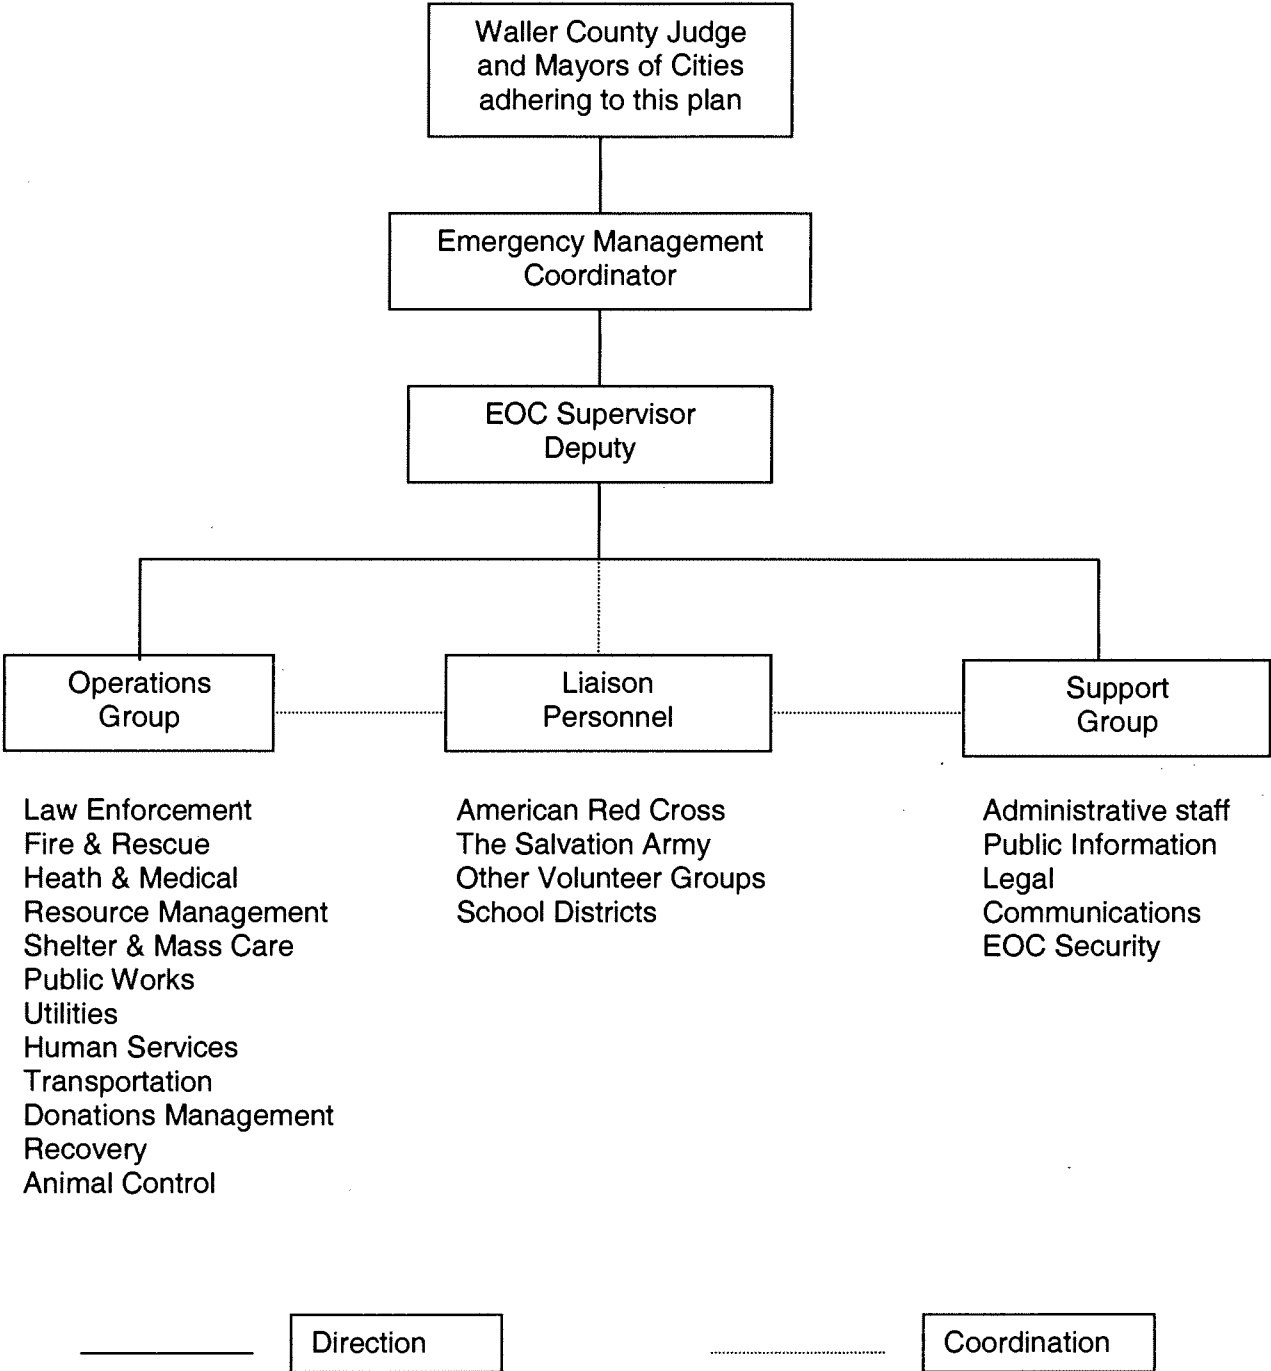 Waller County Judge
and Mayors of Cities
adhering to this plan
Emergency Management
Coordinator
EOC Supervisor
Deputy
Operations
Group
Liaison
Personnel
Support
Group
Law Enforcement
Fire & Rescue
Heath & Medical
Resource Management
Shelter & Mass Care
Public Works
Utilities
Human Services
Transportation
Donations Management
Recovery
Animal Control
American Red Cross
The Salvation Army
Other Volunteer Groups
School Districts
Administrative staff
Public Information
Legal
Communications
EOC Security
Direction
Coordination